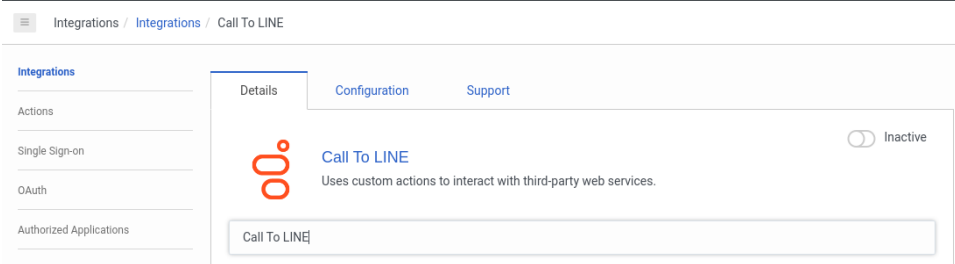 Integrations / Integrations / Call To LINE
Integrations
Actions
Single Sign-on
OAuth
Authorized Applications
Details Configuration Support
Inactive
Call To LINE
Uses custom actions to interact with third-party web services.
Call To LINE